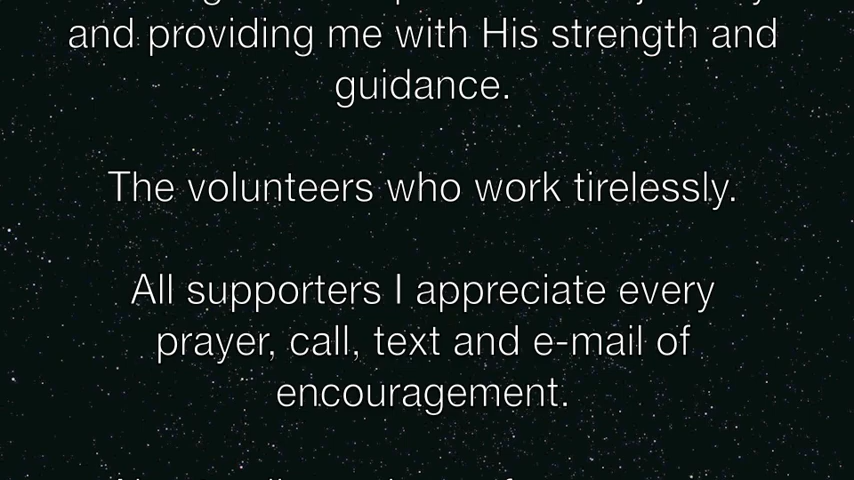 and providing me with His strength and
guidance.
The volunteers who work tirelessly.
All supporters I appreciate every
prayer, call, text and e-mail of
encouragement.